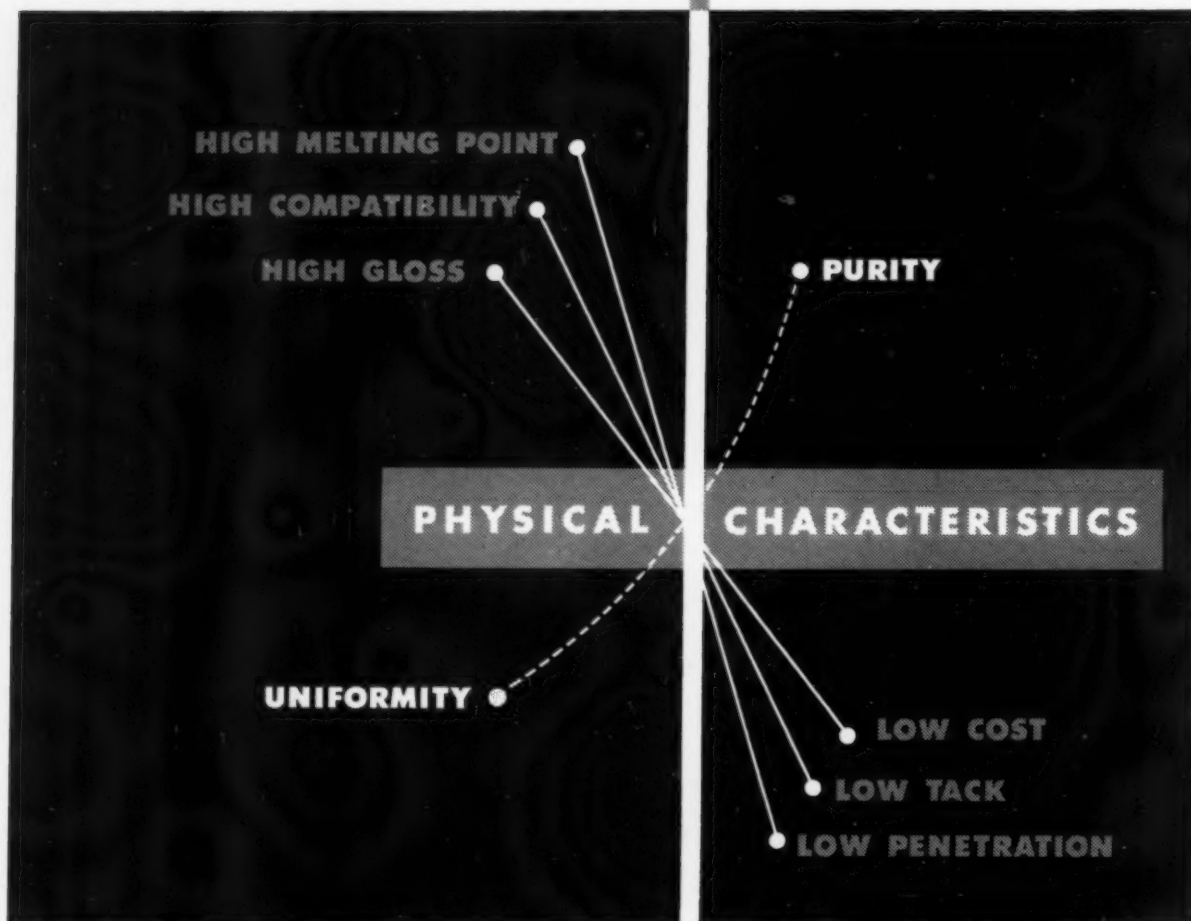 HIGH MELTING POINT
HIGH COMPATIBILITY
HIGH GLOSS
PURITY
PHYSICAL CHARACTERISTICS
UNIFORMITY
LOW COST
LOW TACK
LOW PENETRATION